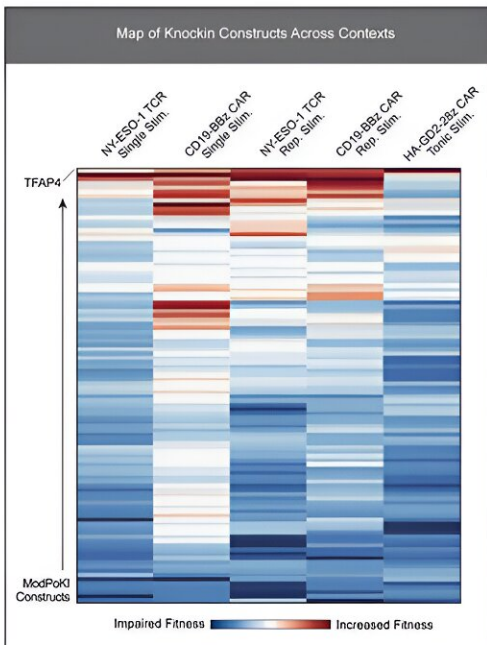 Map of Knockin Constructs Across Contexts
NY-ESO-1 TCR
Single Stim.
CD19-BBz CAR
Single Stim.
NY-ESO-1 TCR
Rep. Stim.
CD19-BBz CAR
Rep. Stim.
HA-GD2-28z CAR
Tonic Stim.
TFAP4
ModPoKI
Constructs
Impaired Fitness
Increased Fitness